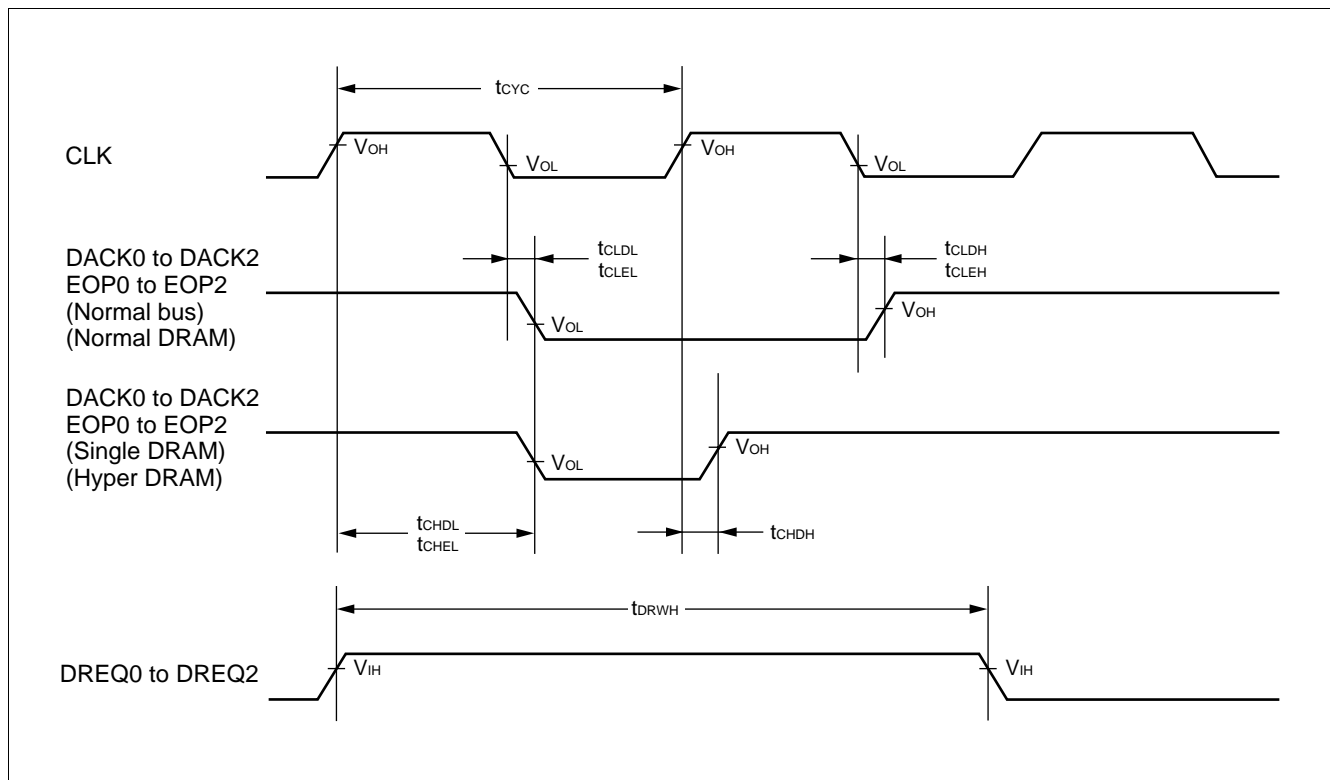 tCYC
CLK
VOH
VOL
VOH
VOL
DACK0 to DACK2
EOP0 to EOP2
(Normal bus)
(Normal DRAM)
tCLDL
tCLEL
tCLDH
tCLEH
VOL
VOH
DACK0 to DACK2
EOP0 to EOP2
(Single DRAM)
(Hyper DRAM)
VOL
VOH
tCHDL
tCHEL
tCHDH
tDRWH
DREQ0 to DREQ2
VIH
VIH